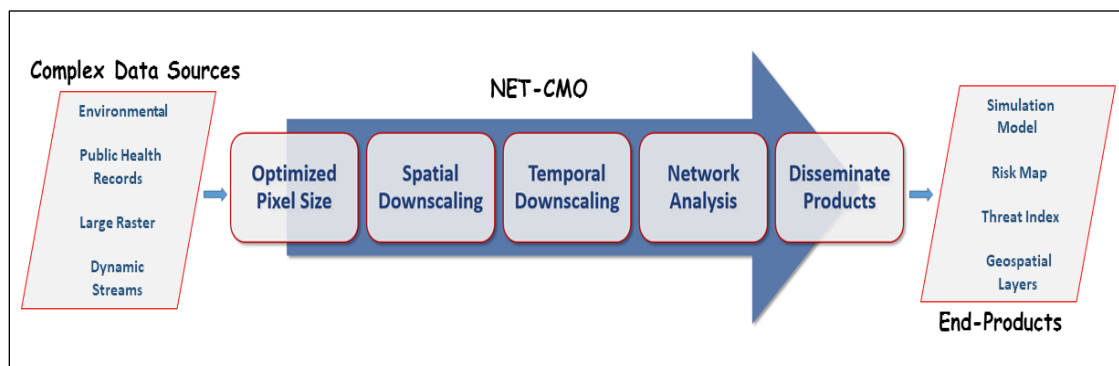 Complex Data Sources
Environmental
Public Health
Records
Large Raster
Dynamic
Streams
NET-CMO
Optimized
Pixel Size
Spatial
Downscaling
Temporal
Downscaling
Network
Analysis
Disseminate
Products
Simulation
Model
Risk Map
Threat Index
Geospatial
Layers
End-Products